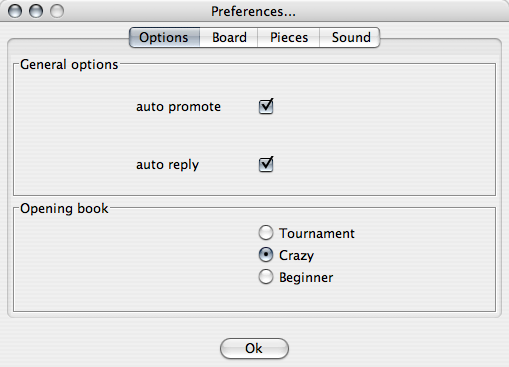 Preferences...
Options Board Pieces Sound
General options
auto promote
auto reply
Opening book
Tournament
Crazy
Beginner
Ok